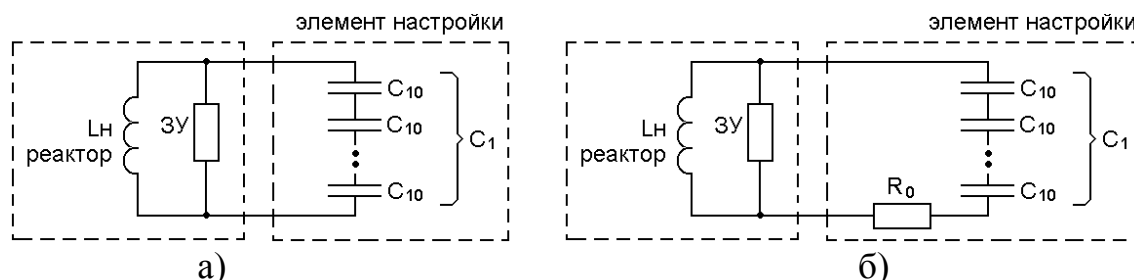 элемент настройки
Lн
реактор
ЗУ
C10
C10
C10
C1
а)
элемент настройки
Lн
реактор
ЗУ
R0
C10
C10
C10
C1
б)